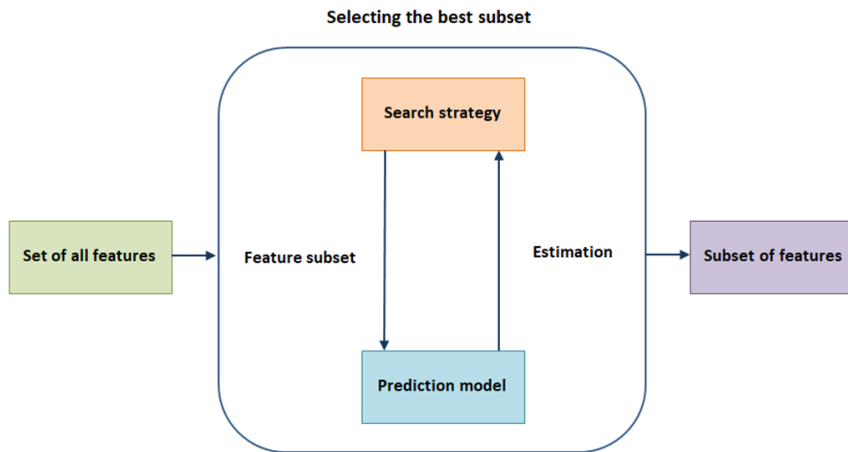 Selecting the best subset
Search strategy
Set of all features
Feature subset
Estimation
Subset of features
Prediction model